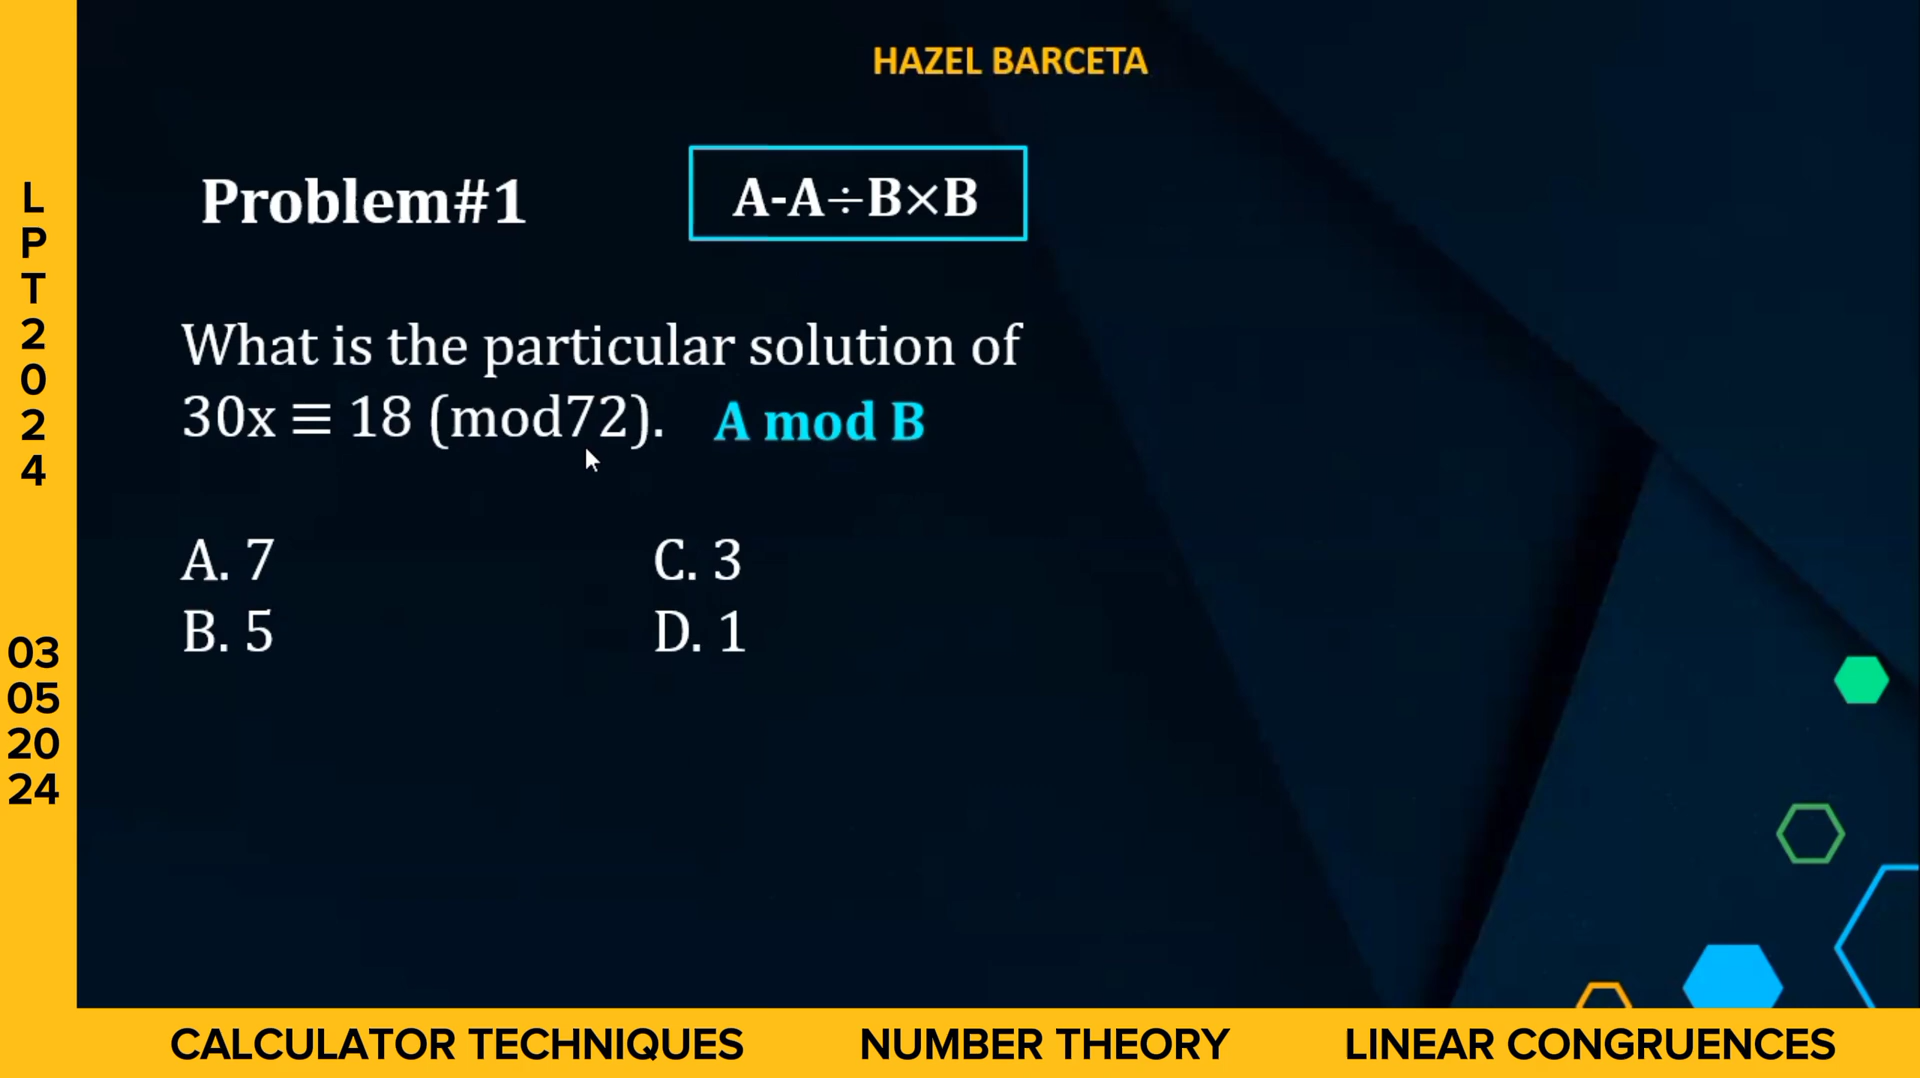 HAZEL BARCETA
L
P
T
2
0
2
4
03
05
20
24
Problem#1
A-A÷B×B
What is the particular solution of
30x ≡ 18 (mod72). A mod B
A. 7
B. 5
C. 3
D. 1
CALCULATOR TECHNIQUES NUMBER THEORY LINEAR CONGRUENCES